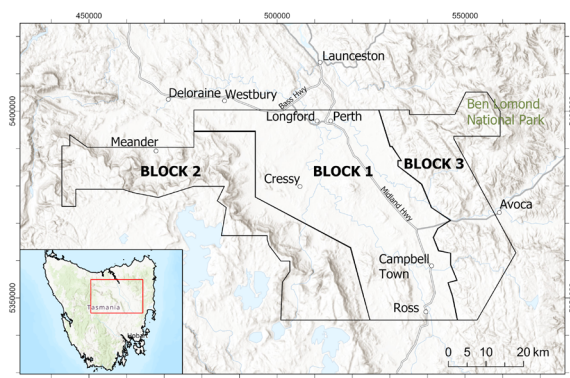 450000
500000
550000
5400000
5350000
Launceston
Deloraine
Westbury
Bass Hwy
Ben Lomond
National Park
Longford
Perth
Meander
BLOCK 2
BLOCK 1
BLOCK 3
Cressy
Midland Hwy
Avoca
Campbell
Town
Ross
Tasmania
0 5 10 20 km